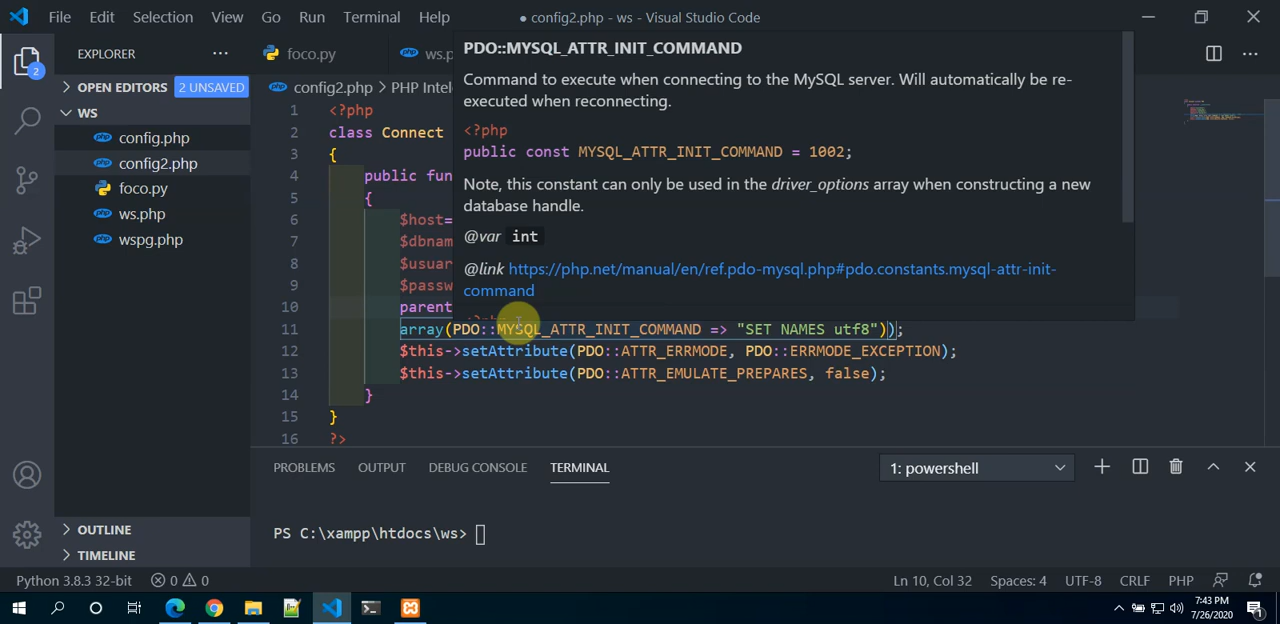 File Edit Selection View Go Run Terminal Help
● config2.php - ws - Visual Studio Code
EXPLORER ···
foco.py
ws.p
2
OPEN EDITORS 2 UNSAVED
WS
config.php
config2.php
foco.py
ws.php
wspg.php
OUTLINE
TIMELINE
config2.php > PHP Intel
1 <?php
2 class Connect
3 {
4 public fun
5 {
6 $host=
7 $dbnam
8 $usuar
9 $passw
10 parent
11 array(PDO::MYSQL_ATTR_INIT_COMMAND => "SET NAMES utf8"));
12 $this->setAttribute(PDO::ATTR_ERRMODE, PDO::ERRMODE_EXCEPTION);
13 $this->setAttribute(PDO::ATTR_EMULATE_PREPARES, false);
14 }
15 }
16 ?>
PDO::MYSQL_ATTR_INIT_COMMAND
Command to execute when connecting to the MySQL server. Will automatically be re-
executed when reconnecting.
<?php
public const MYSQL_ATTR_INIT_COMMAND = 1002;
Note, this constant can only be used in the driver_options array when constructing a new
database handle.
@var int
@link https://php.net/manual/en/ref.pdo-mysql.php#pdo.constants.mysql-attr-init-
command
PROBLEMS OUTPUT DEBUG CONSOLE TERMINAL
1: powershell
PS C:\xampp\htdocs\ws>
Python 3.8.3 32-bit 0 0
Ln 10, Col 32 Spaces: 4 UTF-8 CRLF PHP
7:43 PM
7/26/2020
1